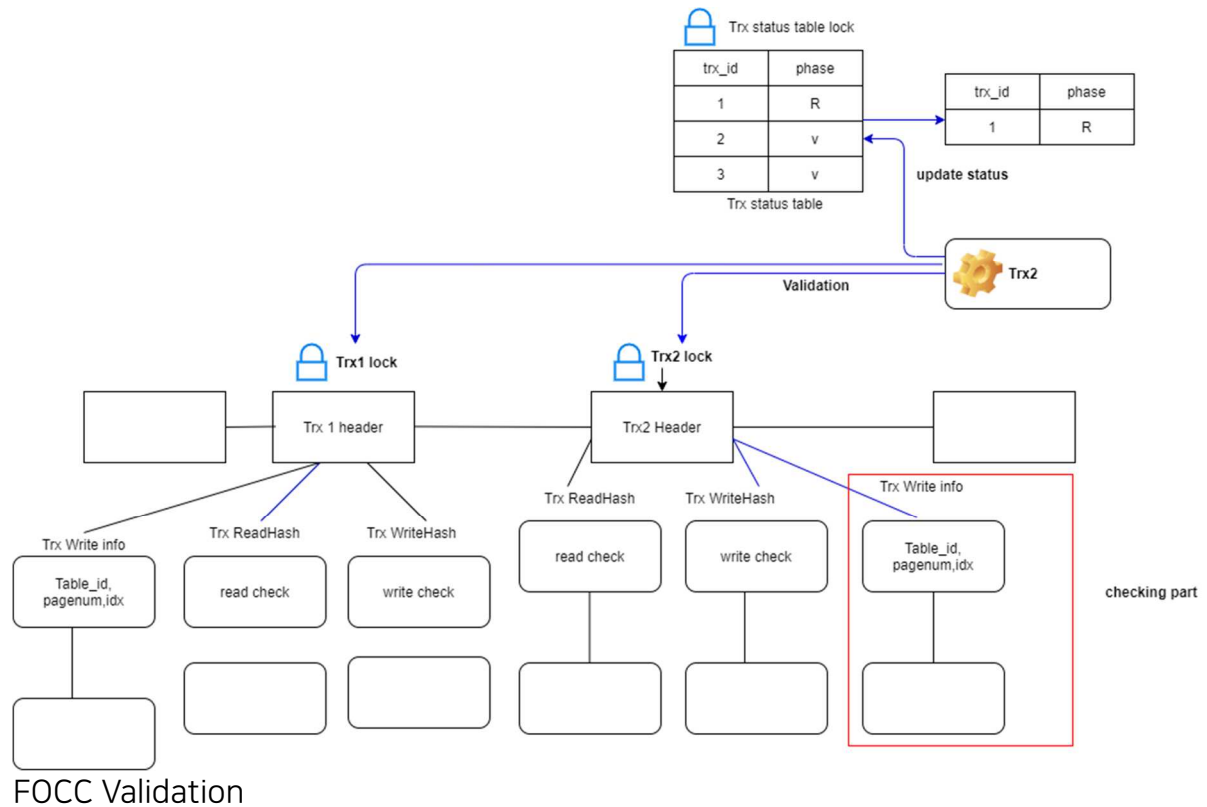 Trx status table lock
trx_id phase
1 R
2 v
3 v
Trx status table
trx_id phase
1 R
update status
Trx2
Validation
Trx1 lock
Trx2 lock
Trx 1 header
Trx2 Header
Trx Write info
Trx ReadHash
Trx WriteHash
Trx ReadHash
Trx WriteHash
Trx Write info
Table_id,
pagenum,idx
read check
write check
read check
write check
Table_id,
pagenum,idx
checking part
FOCC Validation